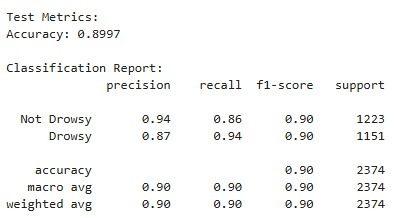 Test Metrics:
Accuracy: 0.8997
Classification Report:
precision recall f1-score support
Not Drowsy 0.94 0.86 0.90 1223
Drowsy 0.87 0.94 0.90 1151
accuracy 0.90 2374
macro avg 0.90 0.90 0.90 2374
weighted avg 0.90 0.90 0.90 2374